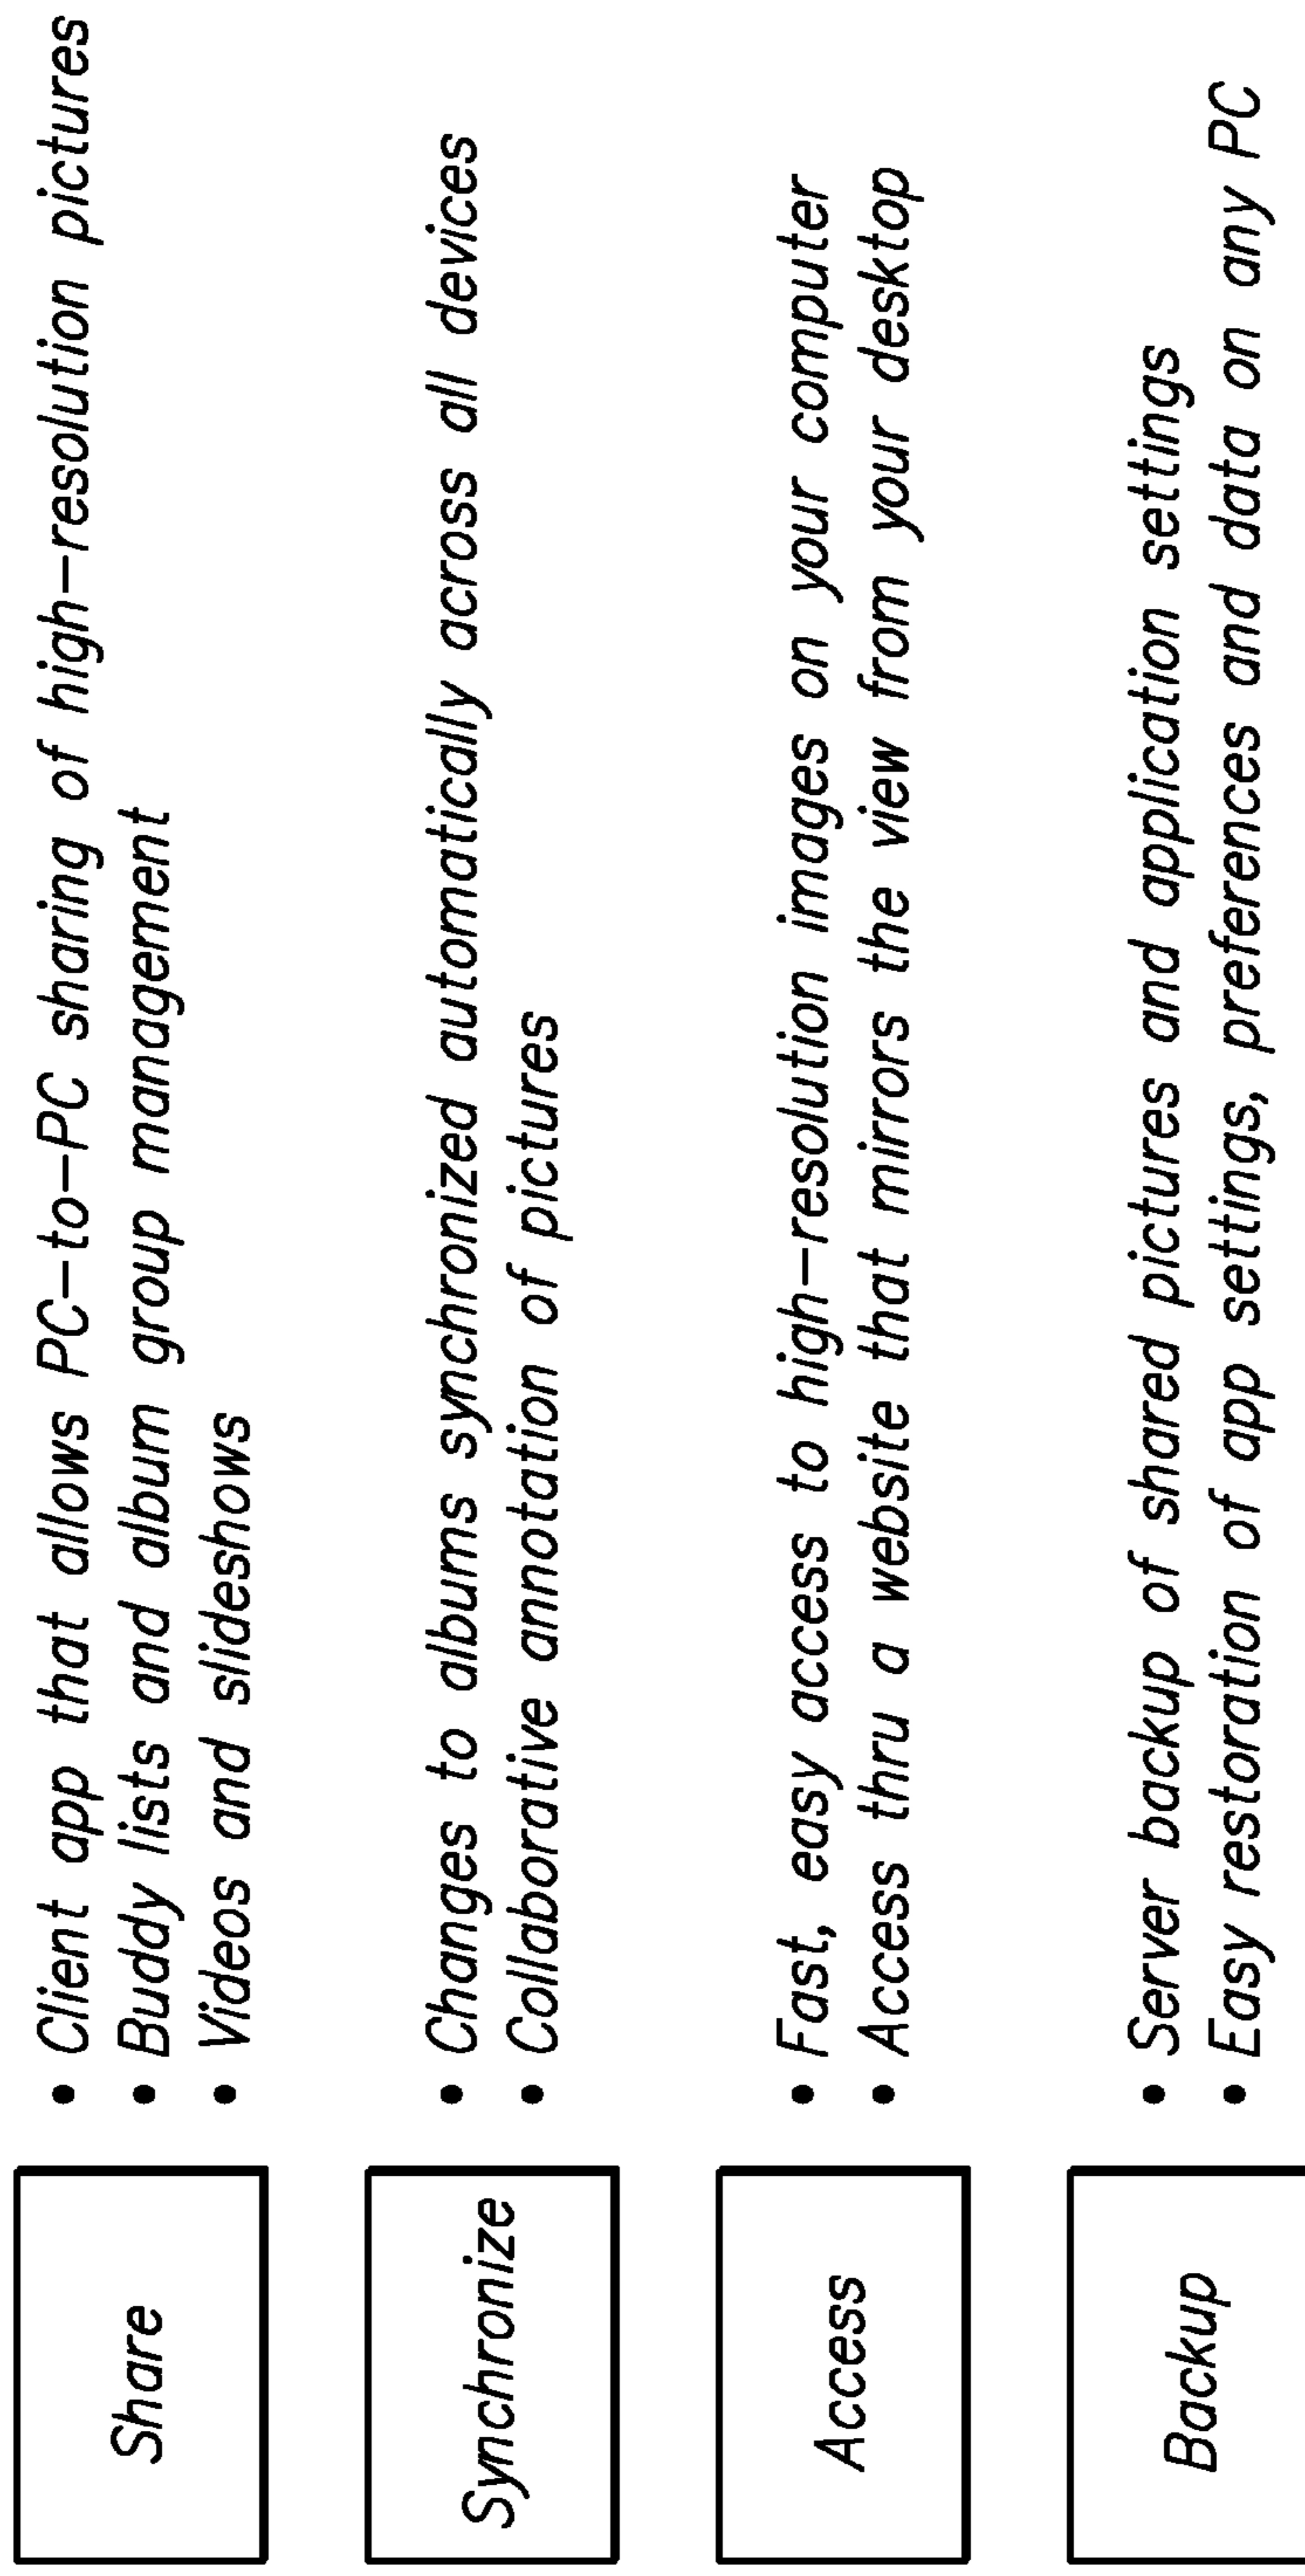 Share
• Client app that allows PC-to-PC sharing of high-resolution pictures
• Buddy lists and album group management
• Videos and slideshows
Synchronize
• Changes to albums synchronized automatically across all devices
• Collaborative annotation of pictures
Access
• Fast, easy access to high-resolution images on your computer
• Access thru a website that mirrors the view from your desktop
Backup
• Server backup of shared pictures and application settings
• Easy restoration of app settings, preferences and data on any PC